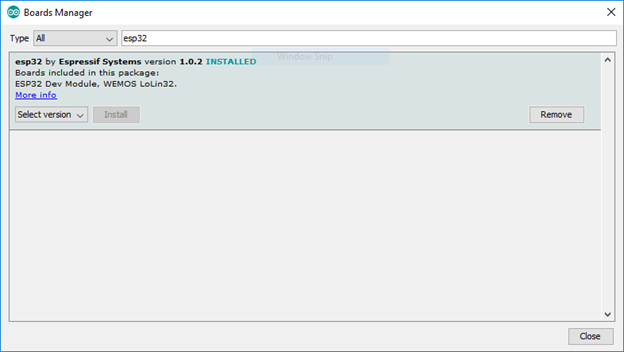 Boards Manager
Type All esp32
Window Snip
esp32 by Espressif Systems version 1.0.2 INSTALLED
Boards included in this package:
ESP32 Dev Module, WEMOS LoLin32.
More info
Select version Install Remove
Close